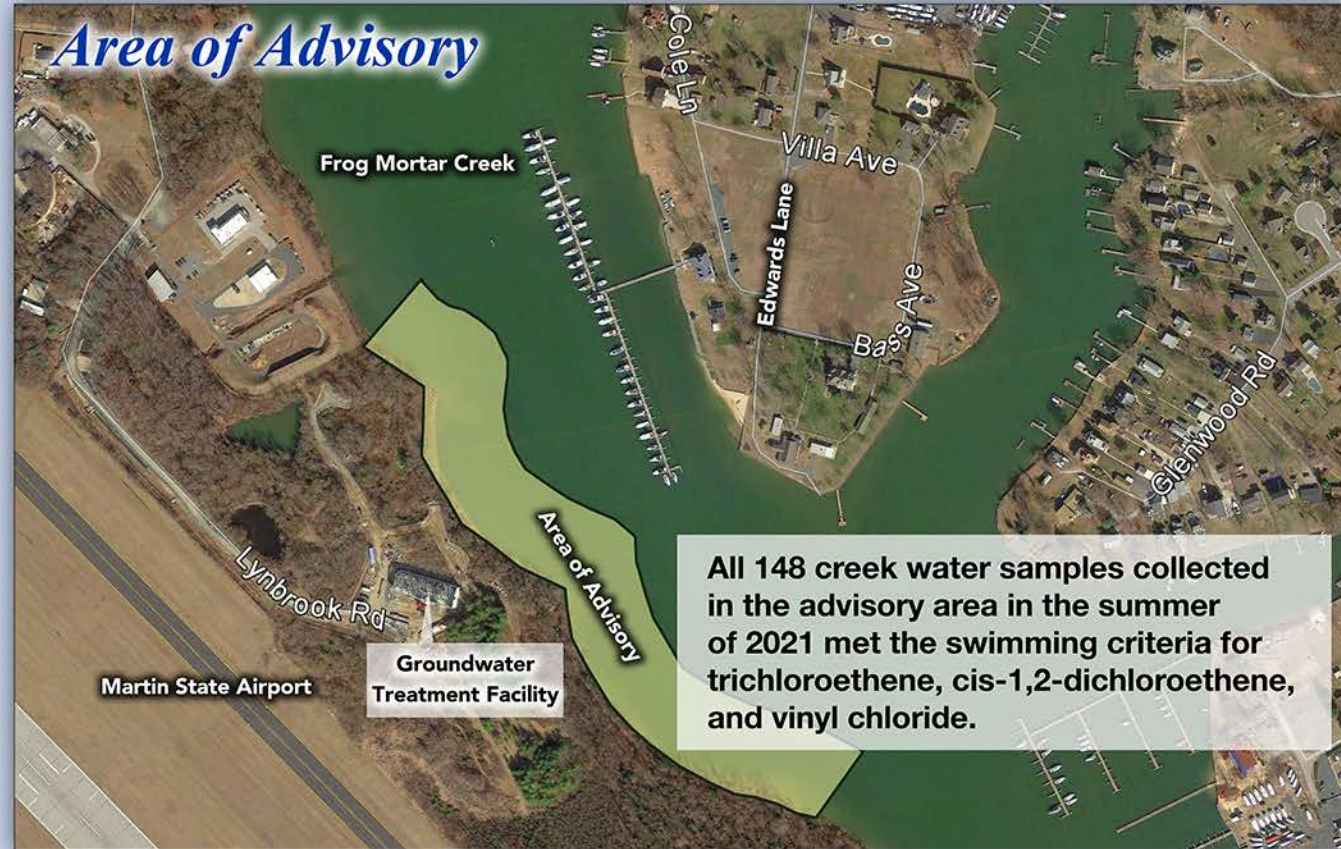 Area of Advisory
Cole Ln
Frog Mortar Creek
Villa Ave
Edwards Lane
Bass Ave
Glenwood Rd
Area of Advisory
Lynbrook Rd
All 148 creek water samples collected
in the advisory area in the summer
of 2021 met the swimming criteria for
trichloroethene, cis-1,2-dichloroethene,
and vinyl chloride.
Groundwater
Treatment Facility
Martin State Airport